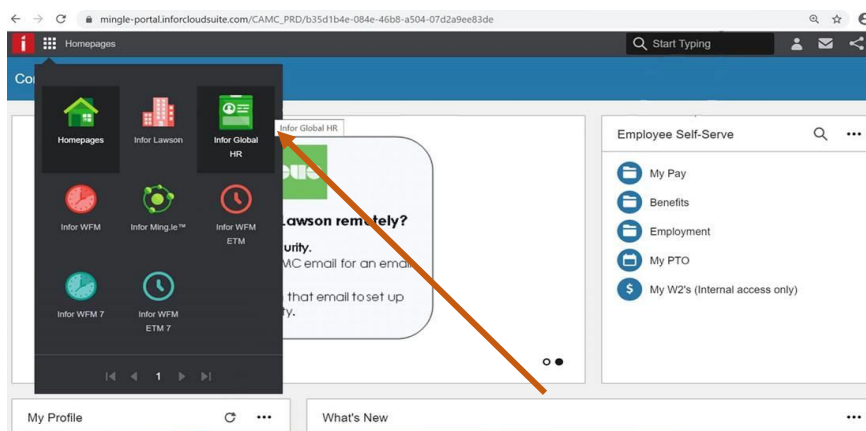 mingle-portal.inforcloudsuite.com/CAMC_PRD/b35d1b4e-084e-46b8-a504-07d2a9ee83de
Homepages
Start Typing
Co
Homepages
Infor Lawson
Infor Global
HR
Infor Global HR
Infor WFM
Infor Ming.le™
Infor WFM
ETM
Infor WFM 7
Infor WFM
ETM 7
1
Lawson remotely?
urity.
MC email for an email
that email to set up
ty.
Employee Self-Serve
My Pay
Benefits
Employment
My PTO
My W2's (Internal access only)
My Profile
What's New